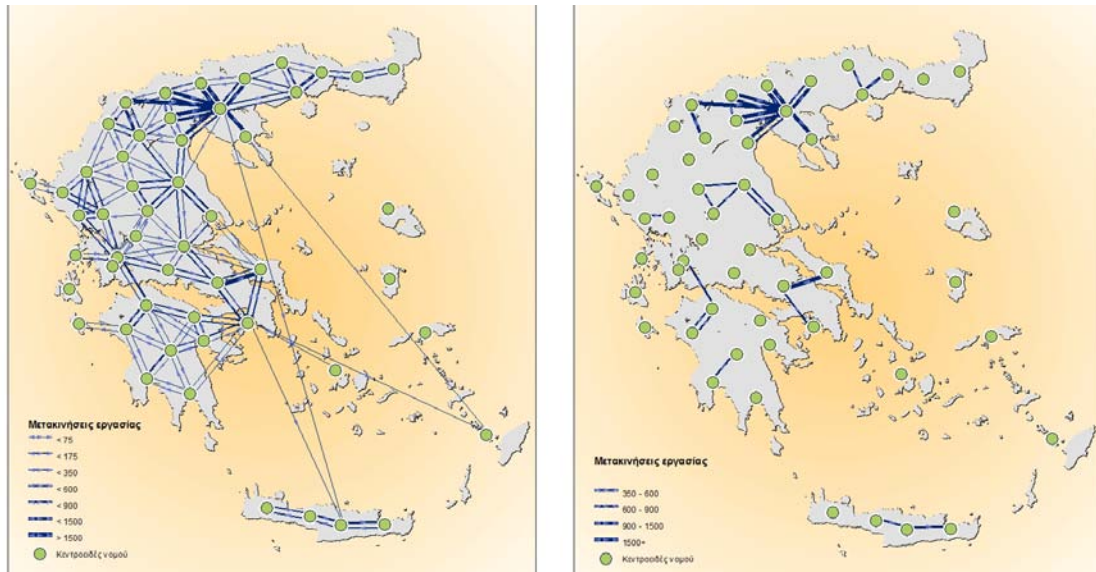 Μετακινήσεις εργασίας
< 75
< 175
< 350
< 600
< 900
< 1500
> 1500
Κεντροειδές νομού
Μετακινήσεις εργασίας
350 - 600
600 - 900
900 - 1500
1500+
Κεντροειδές νομού